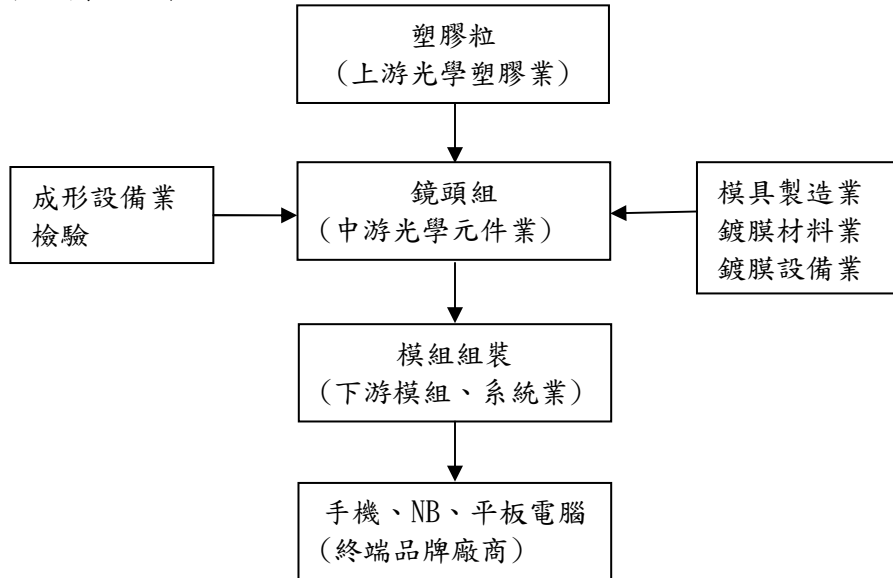 塑膠粒
(上游光學塑膠業)
成形設備業
檢驗
鏡頭組
(中游光學元件業)
模具製造業
鍍膜材料業
鍍膜設備業
模組組裝
(下游模組、系統業)
手機、NB、平板電腦
(終端品牌廠商)